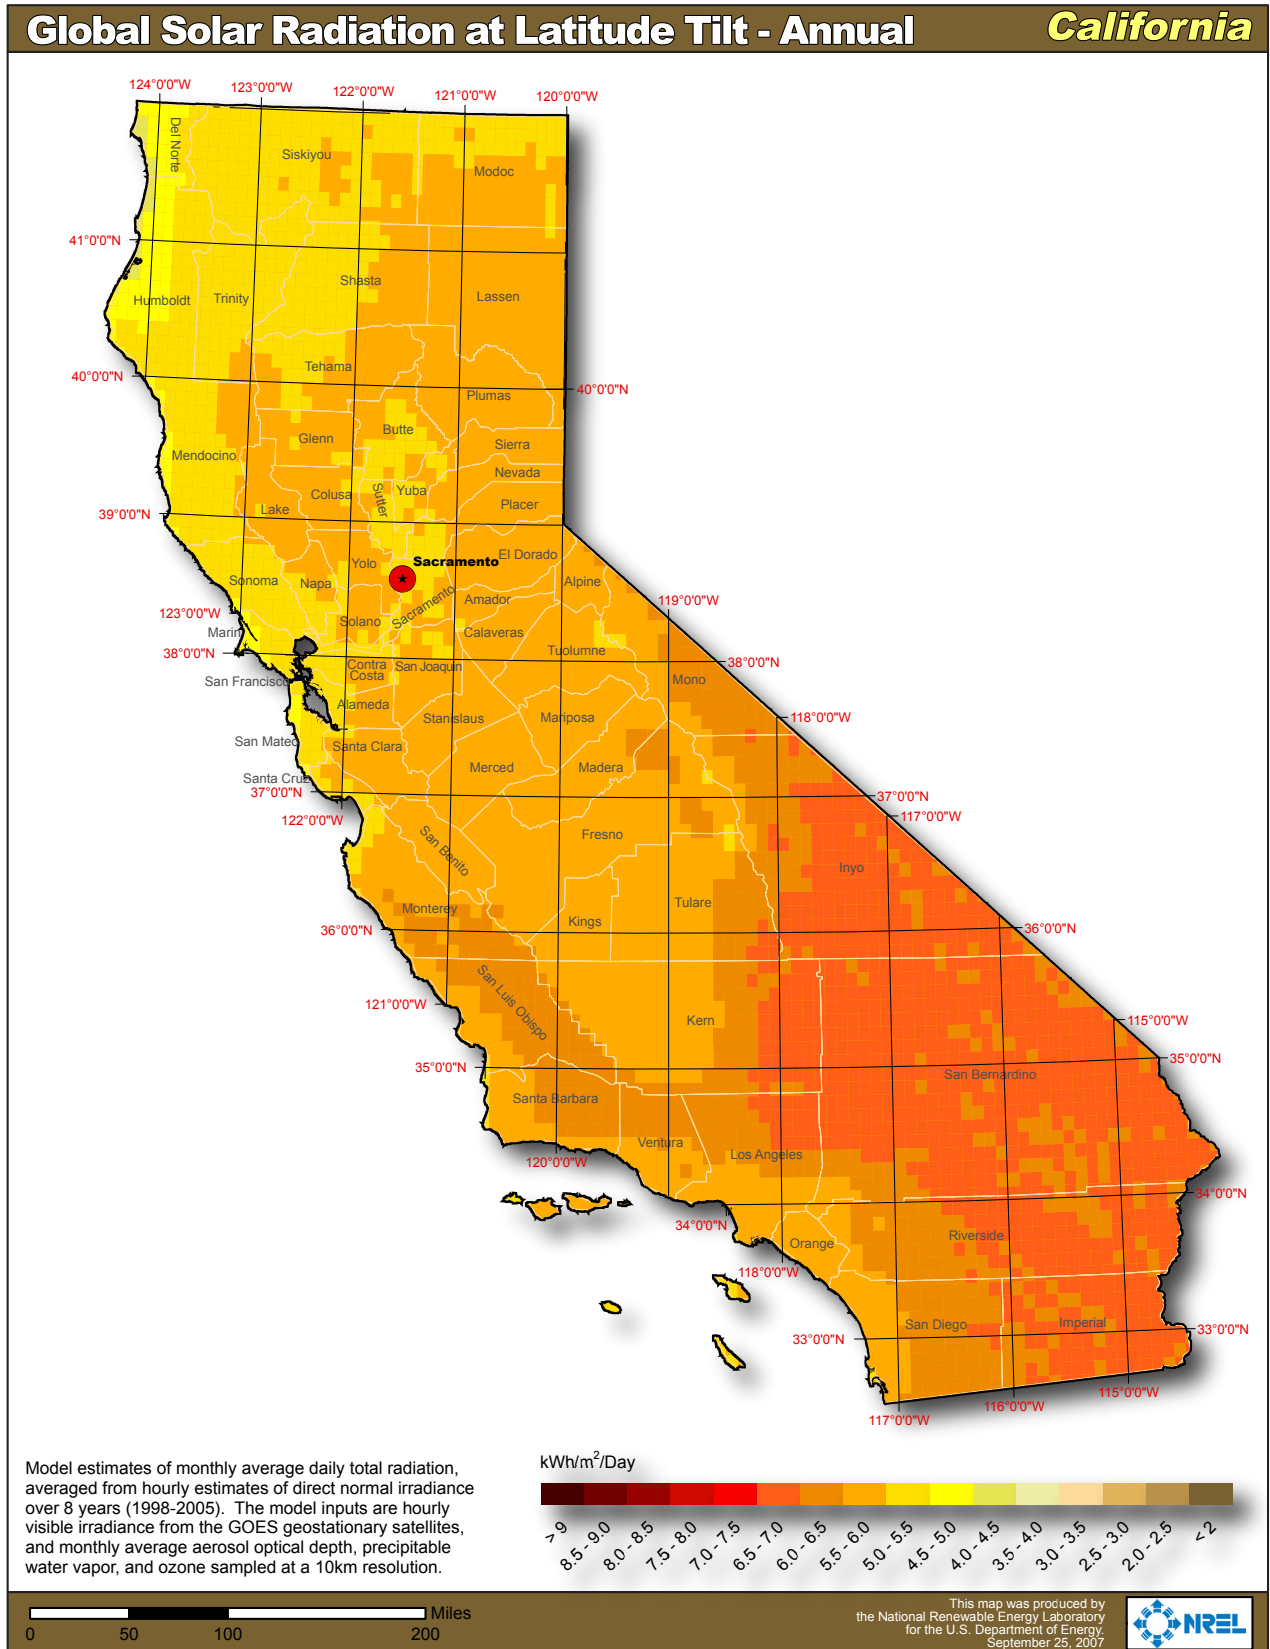 Global Solar Radiation at Latitude Tilt - Annual
California
124°0'0"W
123°0'0"W
122°0'0"W
121°0'0"W
120°0'0"W
Del Norte
Siskiyou
Modoc
41°0'0"N
Shasta
Humboldt
Trinity
Lassen
Tehama
40°0'0"N
40°0'0"N
Plumas
Butte
Glenn
Sierra
Mendocino
Nevada
Colusa
Sutter
Yuba
Placer
Lake
39°0'0"N
Yolo
Sacramento
El Dorado
Sonoma
Napa
Alpine
Sacramento
Amador
119°0'0"W
123°0'0"W
Solano
Marin
Calaveras
38°0'0"N
Tuolumne
38°0'0"N
Contra
Costa
San Joaquin
San Francisco
Mono
Alameda
Stanislaus
Mariposa
118°0'0"W
San Mateo
Santa Clara
Merced
Madera
Santa Cruz
37°0'0"N
37°0'0"N
122°0'0"W
117°0'0"W
San Benito
Fresno
Inyo
Monterey
Tulare
Kings
36°0'0"N
36°0'0"N
San Luis Obispo
121°0'0"W
Kern
115°0'0"W
35°0'0"N
35°0'0"N
San Bernardino
Santa Barbara
Ventura
Los Angeles
120°0'0"W
34°0'0"N
34°0'0"N
Orange
Riverside
118°0'0"W
San Diego
Imperial
33°0'0"N
33°0'0"N
117°0'0"W
116°0'0"W
115°0'0"W
Model estimates of monthly average daily total radiation,
averaged from hourly estimates of direct normal irradiance
over 8 years (1998-2005).  The model inputs are hourly
visible irradiance from the GOES geostationary satellites,
and monthly average aerosol optical depth, precipitable
water vapor, and ozone sampled at a 10km resolution.
kWh/m²/Day
> 9
8.5 - 9.0
8.0 - 8.5
7.5 - 8.0
7.0 - 7.5
6.5 - 7.0
6.0 - 6.5
5.5 - 6.0
5.0 - 5.5
4.5 - 5.0
4.0 - 4.5
3.5 - 4.0
3.0 - 3.5
2.5 - 3.0
2.0 - 2.5
< 2
Miles
0
50
100
200
This map was produced by
the National Renewable Energy Laboratory
for the U.S. Department of Energy.
September 25, 2007
NREL